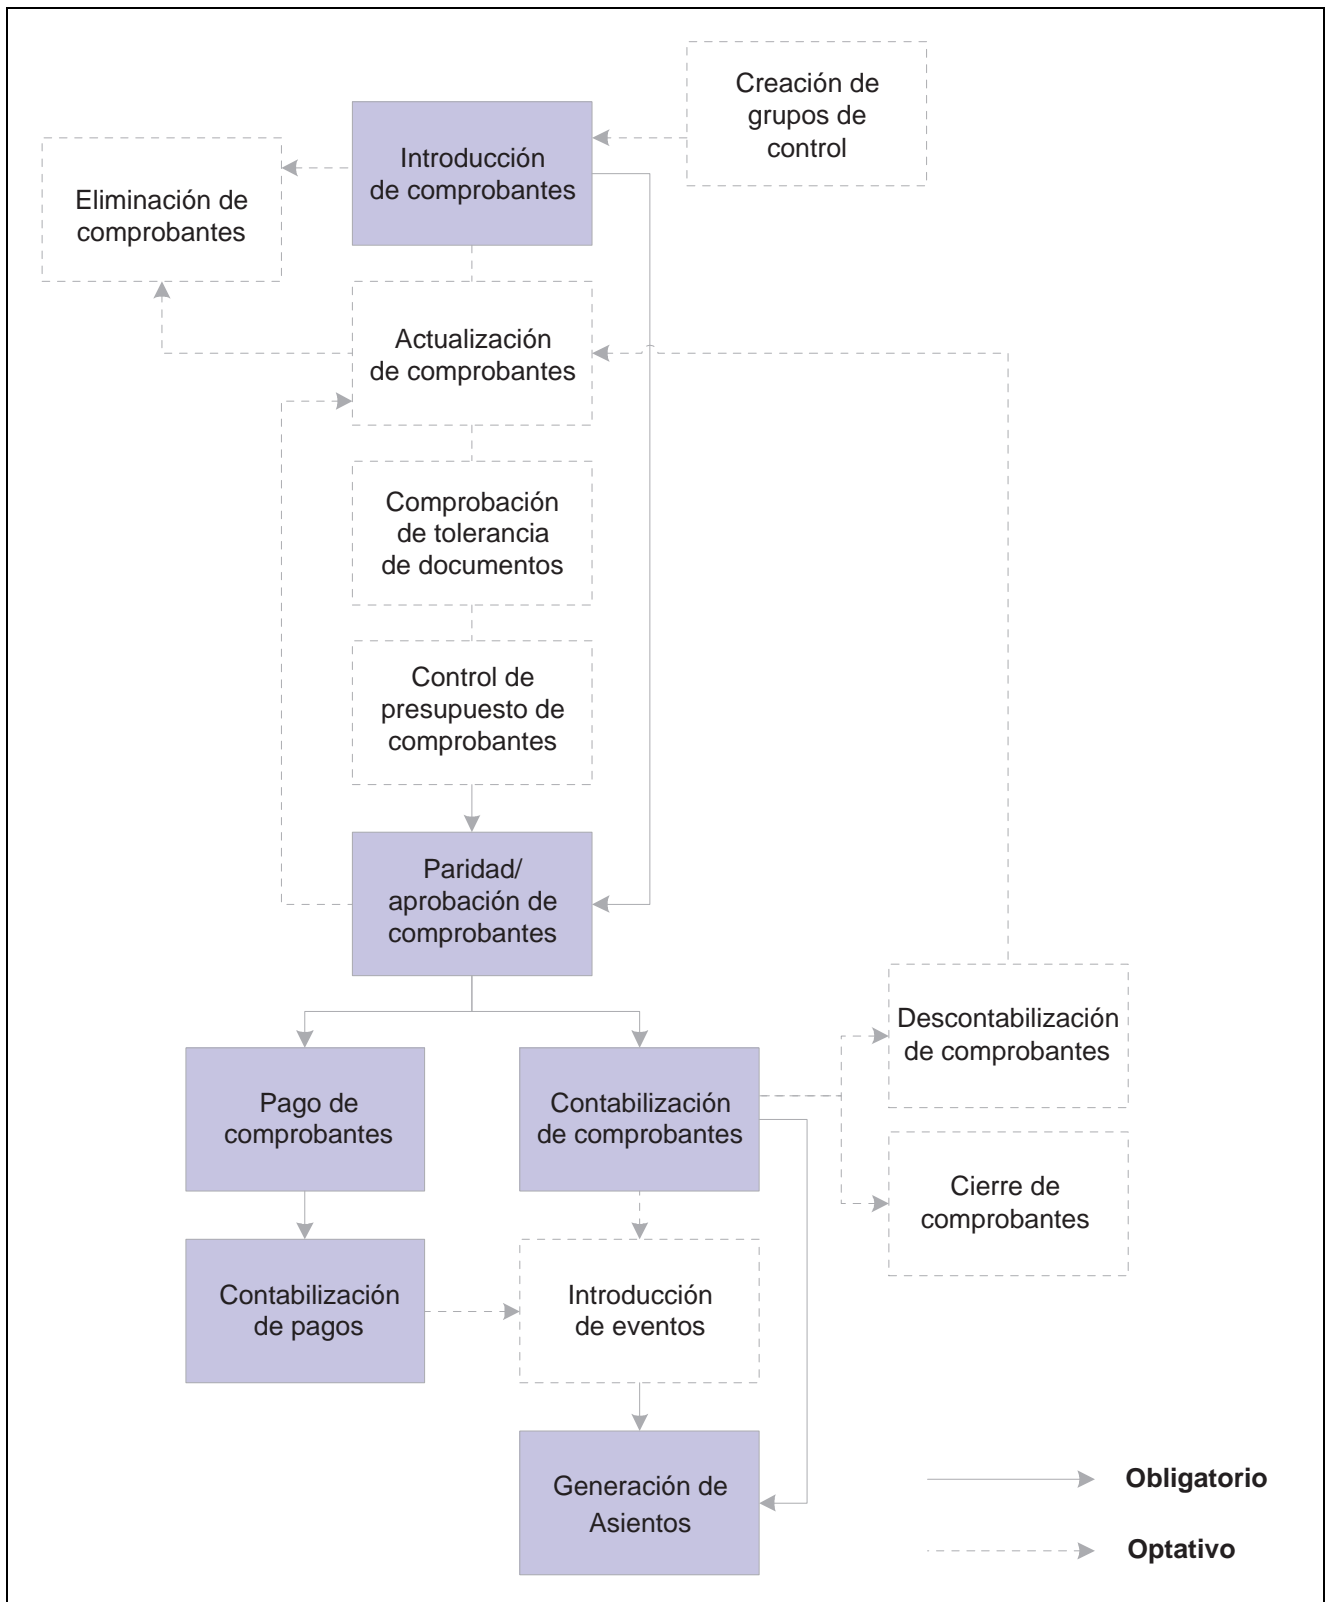 Creación de
grupos de
control
Introducción
de comprobantes
Eliminación de
comprobantes
Actualización
de comprobantes
Comprobación
de tolerancia
de documentos
Control de
presupuesto de
comprobantes
Paridad/
aprobación de
comprobantes
Descontabilización
de comprobantes
Pago de
comprobantes
Contabilización
de comprobantes
Cierre de
comprobantes
Contabilización
de pagos
Introducción
de eventos
Generación de
Asientos
Obligatorio
Optativo